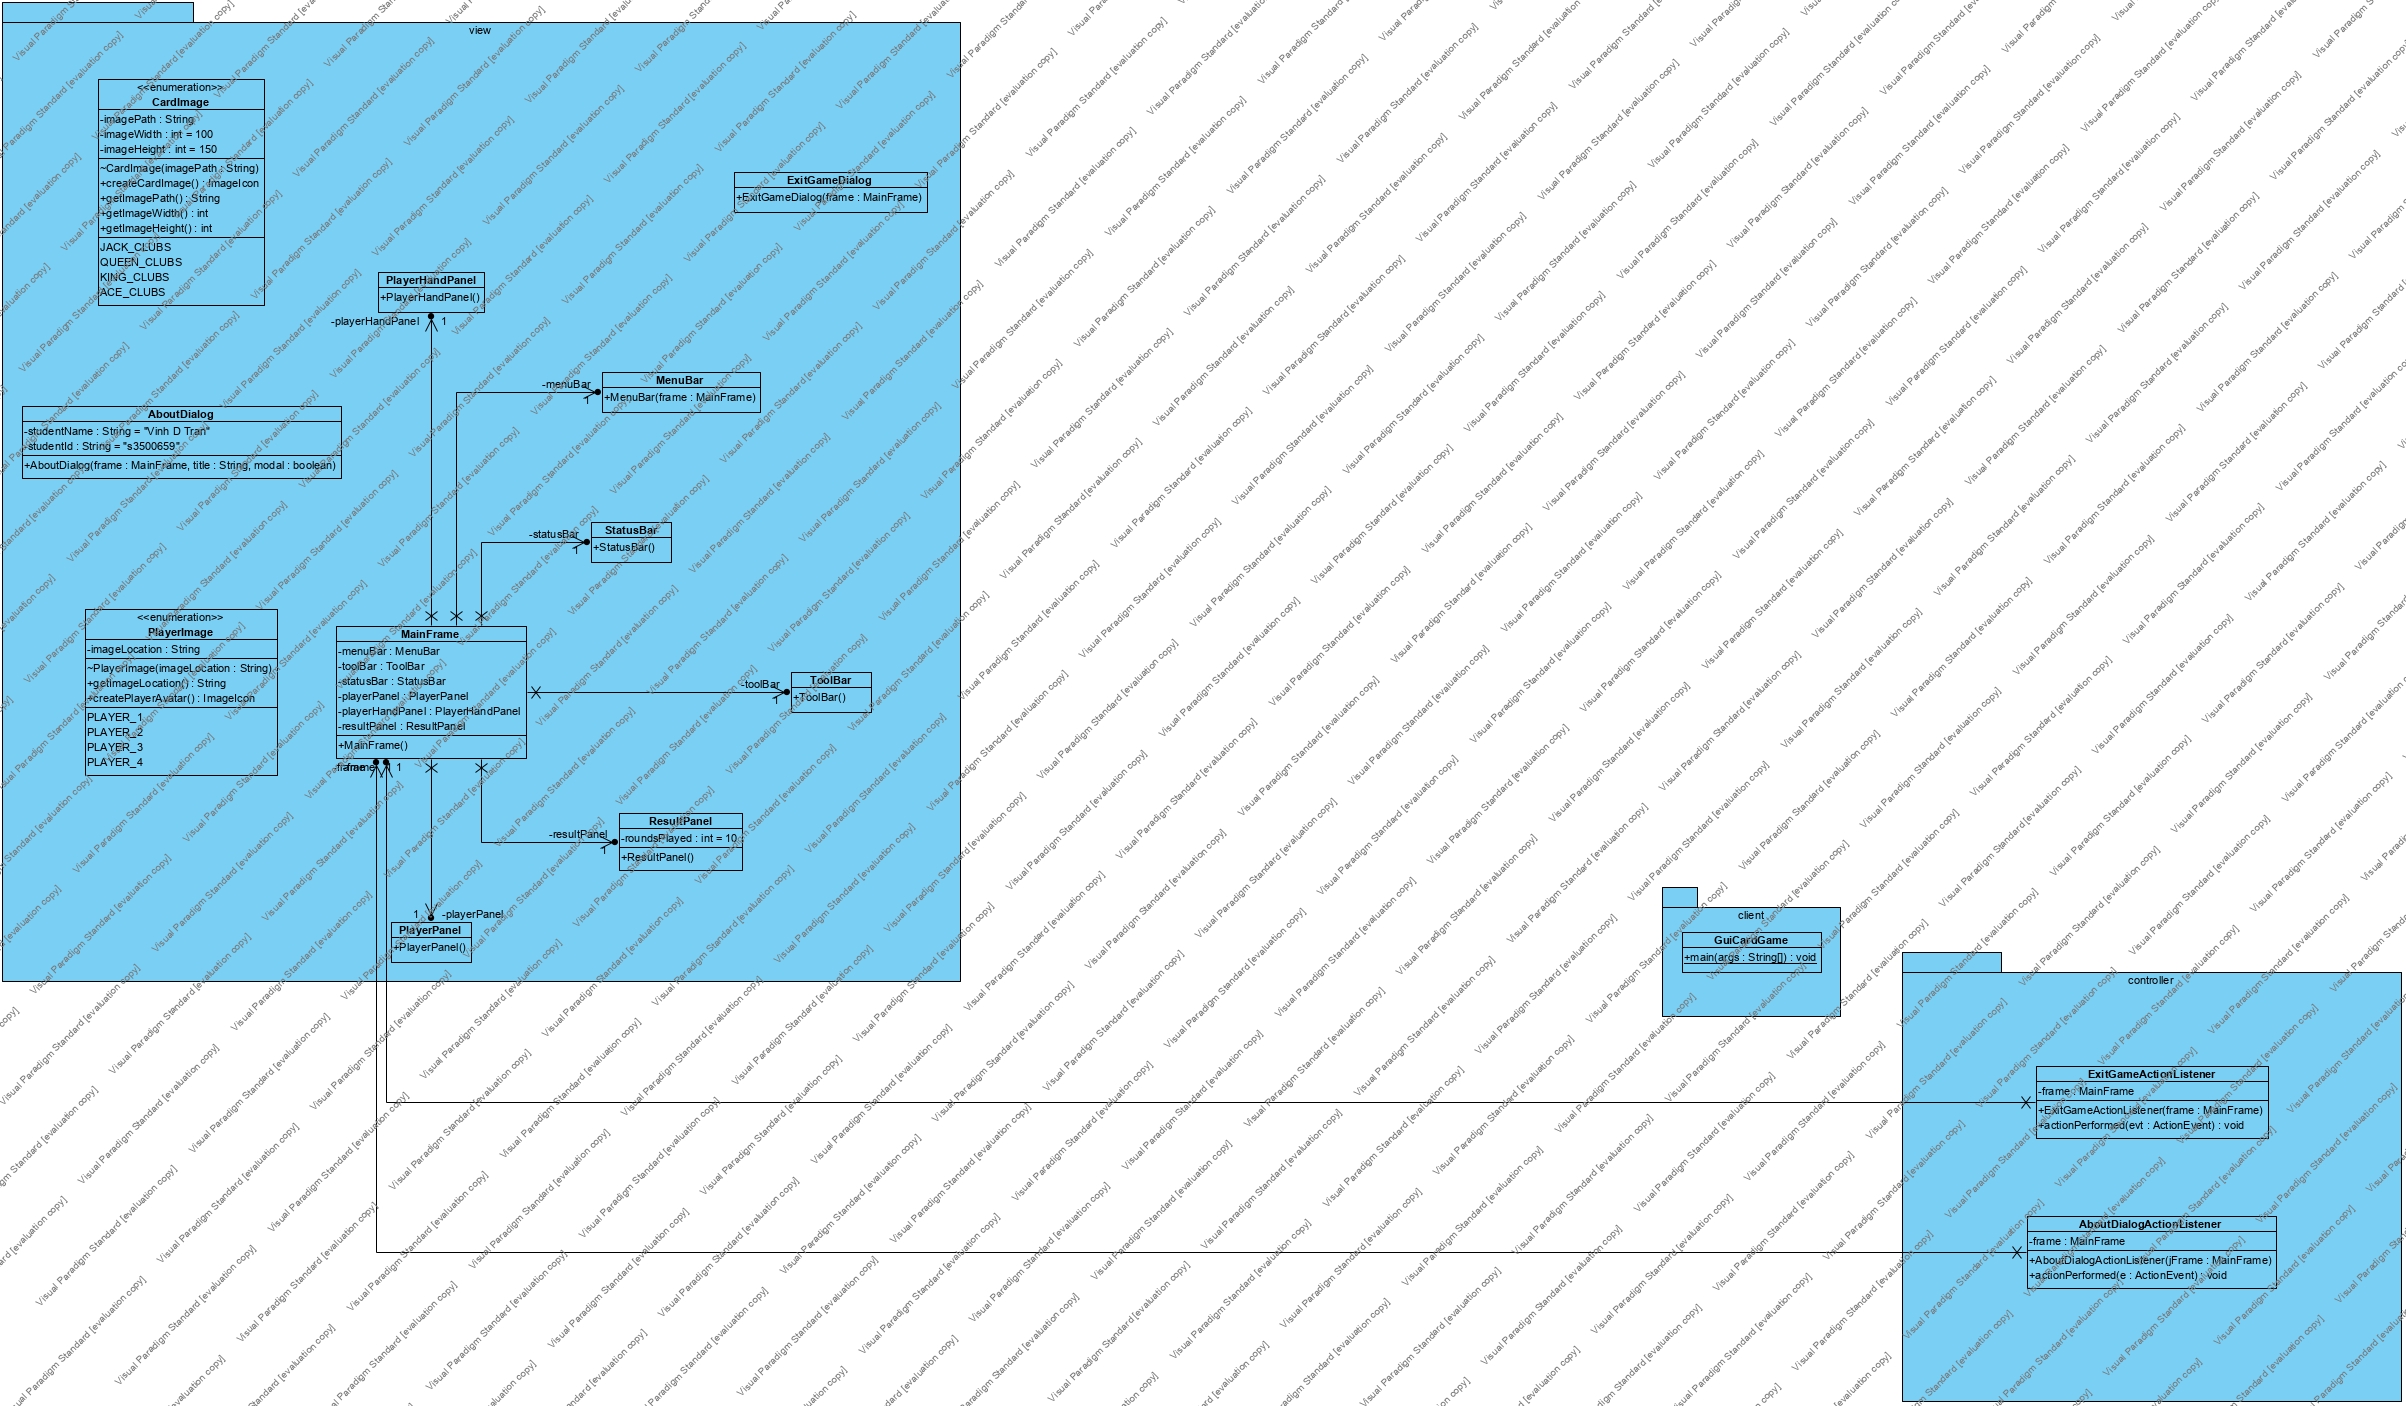 view
<<enumeration>>
CardImage
-imagePath : String
-imageWidth : int = 100
-imageHeight : int = 150
~CardImage(imagePath : String)
+createCardImage() : ImageIcon
+getImagePath() : String
+getImageWidth() : int
+getImageHeight() : int
JACK_CLUBS
QUEEN_CLUBS
KING_CLUBS
ACE_CLUBS
ExitGameDialog
+ExitGameDialog(frame : MainFrame)
PlayerHandPanel
+PlayerHandPanel()
-playerHandPanel
1
MenuBar
+MenuBar(frame : MainFrame)
-menuBar
1
AboutDialog
-studentName : String = "Vinh D Tran"
-studentId : String = "s3500659"
+AboutDialog(frame : MainFrame, title : String, modal : boolean)
StatusBar
+StatusBar()
-statusBar
1
<<enumeration>>
PlayerImage
-imageLocation : String
~PlayerImage(imageLocation : String)
+getImageLocation() : String
+createPlayerAvatar() : ImageIcon
PLAYER_1
PLAYER_2
PLAYER_3
PLAYER_4
MainFrame
-menuBar : MenuBar
-toolBar : ToolBar
-statusBar : StatusBar
-playerPanel : PlayerPanel
-playerHandPanel : PlayerHandPanel
-resultPanel : ResultPanel
+MainFrame()
-toolBar
1
ToolBar
+ToolBar()
-frame
1
ResultPanel
-roundsPlayed : int = 10
+ResultPanel()
-resultPanel
1
1
-playerPanel
PlayerPanel
+PlayerPanel()
client
GuiCardGame
+main(args : String[]) : void
controller
ExitGameActionListener
-frame : MainFrame
+ExitGameActionListener(frame : MainFrame)
+actionPerformed(evt : ActionEvent) : void
AboutDialogActionListener
-frame : MainFrame
+AboutDialogActionListener(jFrame : MainFrame)
+actionPerformed(e : ActionEvent) : void
Visual Paradigm Standard [evaluation copy]